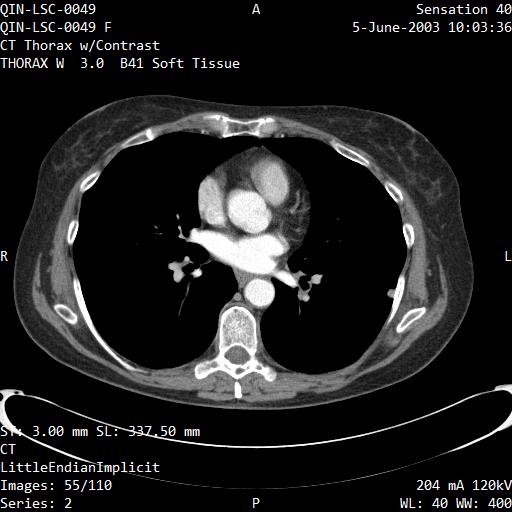 QIN-LSC-0049 A Sensation 40
QIN-LSC-0049 F 5-June-2003 10:03:36
CT Thorax w/Contrast
THORAX W 3.0 B41 Soft Tissue
R L
ST: 3.00 mm SL: 337.50 mm
CT
LittleEndianImplicit
Images: 55/110 204 mA 120kV
Series: 2 P WL: 40 WW: 400